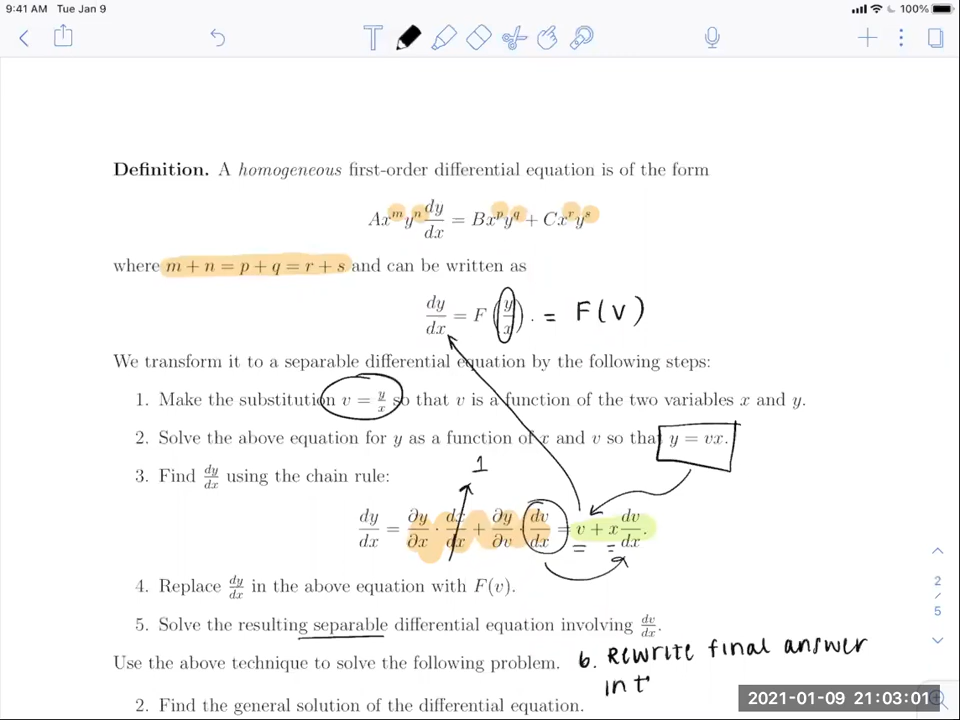 9:41 AM Tue Jan 9 100%
Definition. A homogeneous first-order differential equation is of the form
Ax^m y^n dy/dx = Bx^p y^q + Cx^r y^s
where m + n = p + q = r + s and can be written as
dy/dx = F(y/x). = F(V)
We transform it to a separable differential equation by the following steps:
1. Make the substitution v = y/x so that v is a function of the two variables x and y.
2. Solve the above equation for y as a function of x and v so that y = vx.
3. Find dy/dx using the chain rule:
1
dy/dx = ∂y/∂x · dx/dx + ∂y/∂v · dv/dx = v + x dv/dx.
4. Replace dy/dx in the above equation with F(v).
5. Solve the resulting separable differential equation involving dv/dx.
Use the above technique to solve the following problem. 6. Rewrite final answer
in t
2. Find the general solution of the differential equation.
2/5
2021-01-09 21:03:01